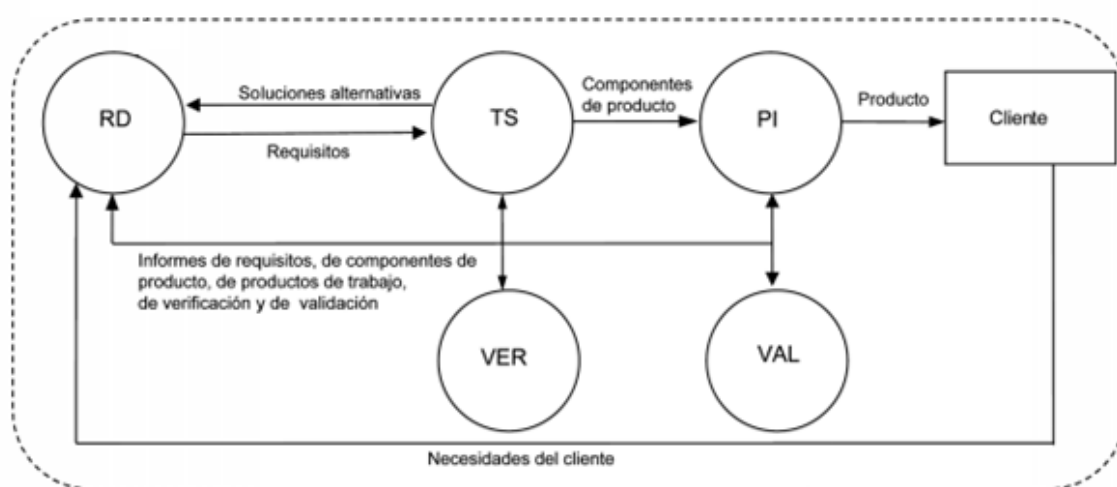 Soluciones alternativas
Componentes
de producto
Producto
RD
TS
PI
Cliente
Requisitos
Informes de requisitos, de componentes de
producto, de productos de trabajo,
de verificación y de validación
VER
VAL
Necesidades del cliente